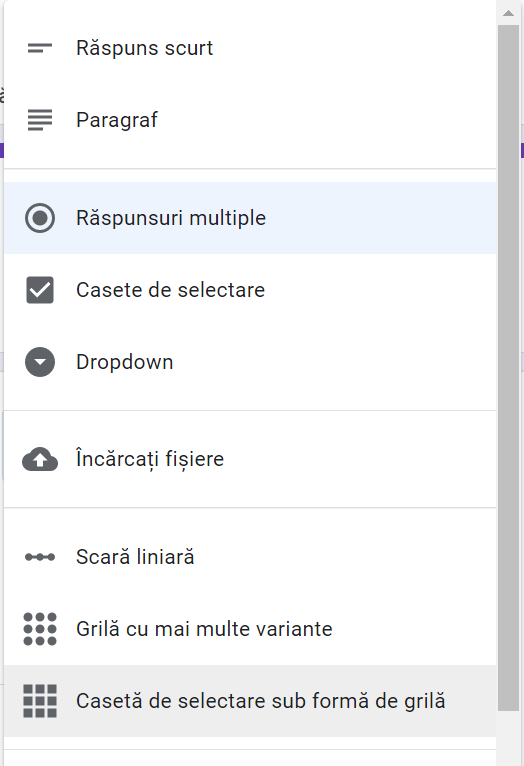 Răspuns scurt
Paragraf
Răspunsuri multiple
Casete de selectare
Dropdown
Încărcați fișiere
Scară liniară
Grilă cu mai multe variante
Casetă de selectare sub formă de grilă